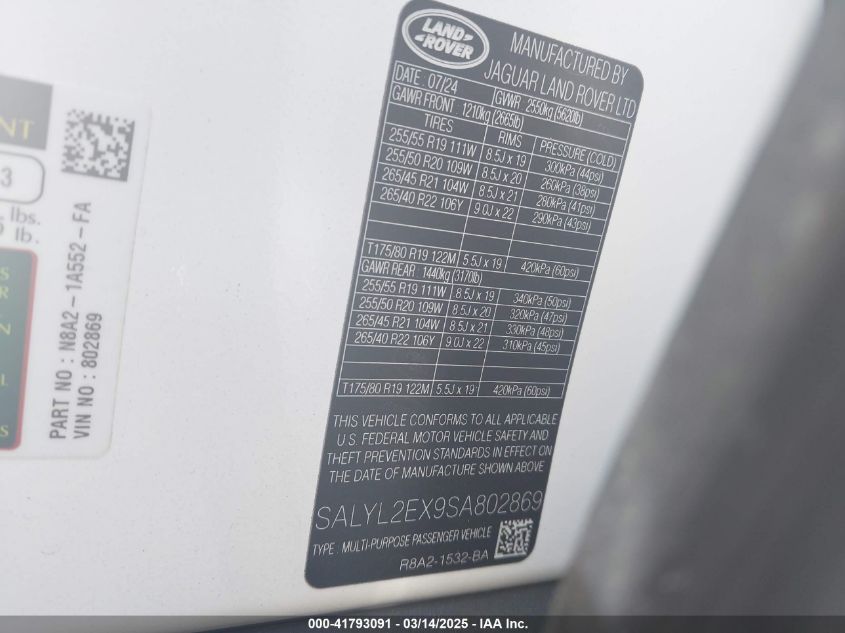 ENT
3
lbs.
lb.
S
R
N
L
S
PART NO : N8A2-1A552-FA
VIN NO : 802869
LAND-
-ROVER
MANUFACTURED BY
JAGUAR LAND ROVER LTD
DATE : 07/24 GVWR 2550kg (5620lb)
GAWR FRONT 1210kg (2665lb)
TIRES RIMS PRESSURE (COLD)
255/55 R19 111W 8.5J x 19 300kPa (44psi)
255/50 R20 109W 8.5J x 20 260kPa (38psi)
265/45 R21 104W 8.5J x 21 280kPa (41psi)
265/40 R22 106Y 9.0J x 22 290kPa (43psi)
T175/80 R19 122M 5.5J x 19 420kPa (60psi)
GAWR REAR 1440kg (3170lb)
255/55 R19 111W 8.5J x 19 340kPa (50psi)
255/50 R20 109W 8.5J x 20 320kPa (47psi)
265/45 R21 104W 8.5J x 21 330kPa (48psi)
265/40 R22 106Y 9.0J x 22 310kPa (45psi)
T175/80 R19 122M 5.5J x 19 420kPa (60psi)
THIS VEHICLE CONFORMS TO ALL APPLICABLE
U.S. FEDERAL MOTOR VEHICLE SAFETY AND
THEFT PREVENTION STANDARDS IN EFFECT ON
THE DATE OF MANUFACTURE SHOWN ABOVE
SALYL2EX9SA802869
TYPE : MULTI-PURPOSE PASSENGER VEHICLE
R8A2-1532-BA
000-41793091 - 03/14/2025 - IAA Inc.